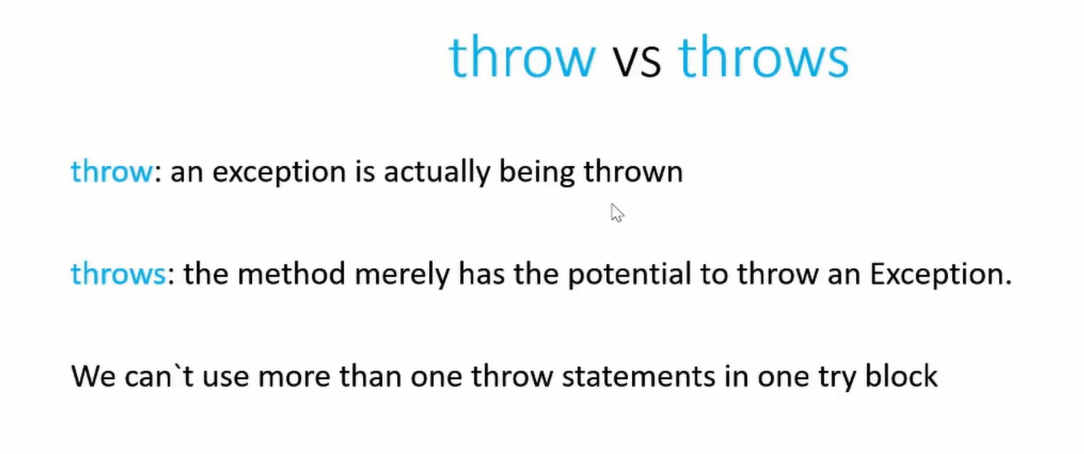 throw vs throws
throw: an exception is actually being thrown
throws: the method merely has the potential to throw an Exception.
We can`t use more than one throw statements in one try block